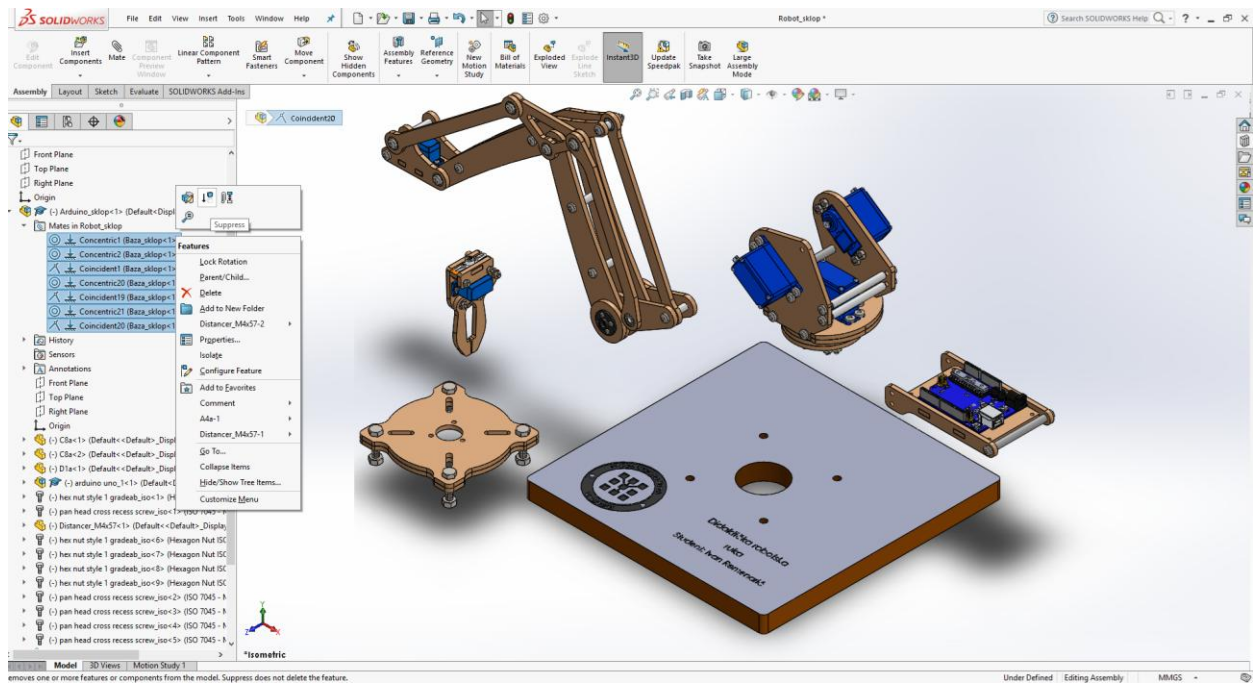 SOLIDWORKS
File Edit View Insert Tools Window Help
Robot_sklop *
Search SOLIDWORKS Help
Edit Component
Insert Components
Mate
Component Preview Window
Linear Component Pattern
Smart Fasteners
Move Component
Show Hidden Components
Assembly Features
Reference Geometry
New Motion Study
Bill of Materials
Exploded View
Explode Line Sketch
Instant3D
Update Speedpak
Take Snapshot
Large Assembly Mode
Assembly Layout Sketch Evaluate SOLIDWORKS Add-Ins
Coincident20
Front Plane
Top Plane
Right Plane
Origin
(-) Arduino_sklop<1> (Default<Displ
Mates in Robot_sklop
Concentric1 (Baza_sklop<1>
Concentric2 (Baza_sklop<1>
Coincident1 (Baza_sklop<1>
Concentric20 (Baza_sklop<1
Coincident19 (Baza_sklop<1
Concentric21 (Baza_sklop<1
Coincident20 (Baza_sklop<1
History
Sensors
Annotations
Front Plane
Top Plane
Right Plane
Origin
(-) C8a<1> (Default<<Default>_Displ
(-) C8a<2> (Default<<Default>_Displ
(-) D1a<1> (Default<<Default>_Displ
(-) arduino uno_1<1> (Default<
(-) hex nut style 1 gradeab_iso<1> (H
(-) pan head cross recess screw_iso<1> (ISO 7045 - M
(-) Distancer_M4x57<1> (Default<<Default>_Display
(-) hex nut style 1 gradeab_iso<6> (Hexagon Nut ISO
(-) hex nut style 1 gradeab_iso<7> (Hexagon Nut ISO
(-) hex nut style 1 gradeab_iso<8> (Hexagon Nut ISO
(-) hex nut style 1 gradeab_iso<9> (Hexagon Nut ISO
(-) pan head cross recess screw_iso<2> (ISO 7045 - M
(-) pan head cross recess screw_iso<3> (ISO 7045 - M
(-) pan head cross recess screw_iso<4> (ISO 7045 - M
(-) pan head cross recess screw_iso<5> (ISO 7045 - M
Suppress
Features
Lock Rotation
Parent/Child...
Delete
Add to New Folder
Distancer_M4x57-2
Properties...
Isolate
Configure Feature
Add to Favorites
Comment
A4a-1
Distancer_M4x57-1
Go To...
Collapse Items
Hide/Show Tree Items...
Customize Menu
Didaktička robotska
ruka
Student: Ivan
Y
Z
X
*Isometric
Model 3D Views Motion Study 1
emoves one or more features or components from the model. Suppress does not delete the feature.
Under Defined Editing Assembly MMGS